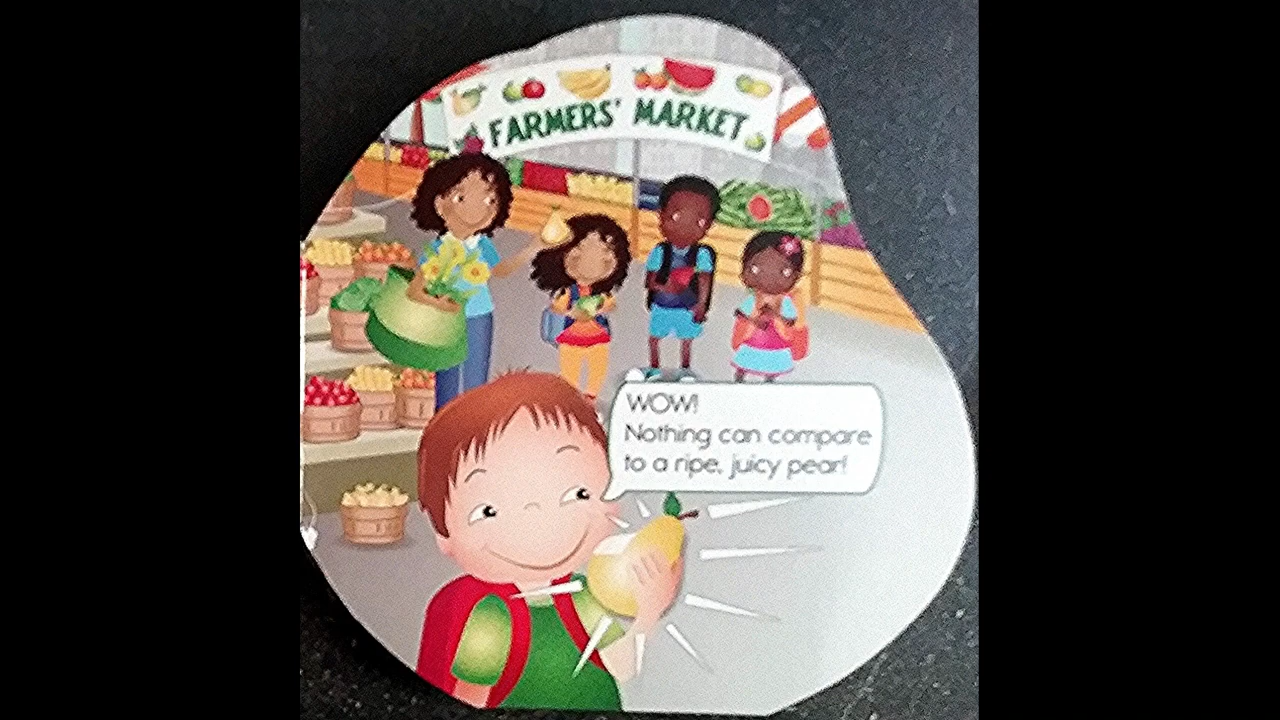 FARMERS' MARKET
WOW!
Nothing can compare
to a ripe, juicy pear!